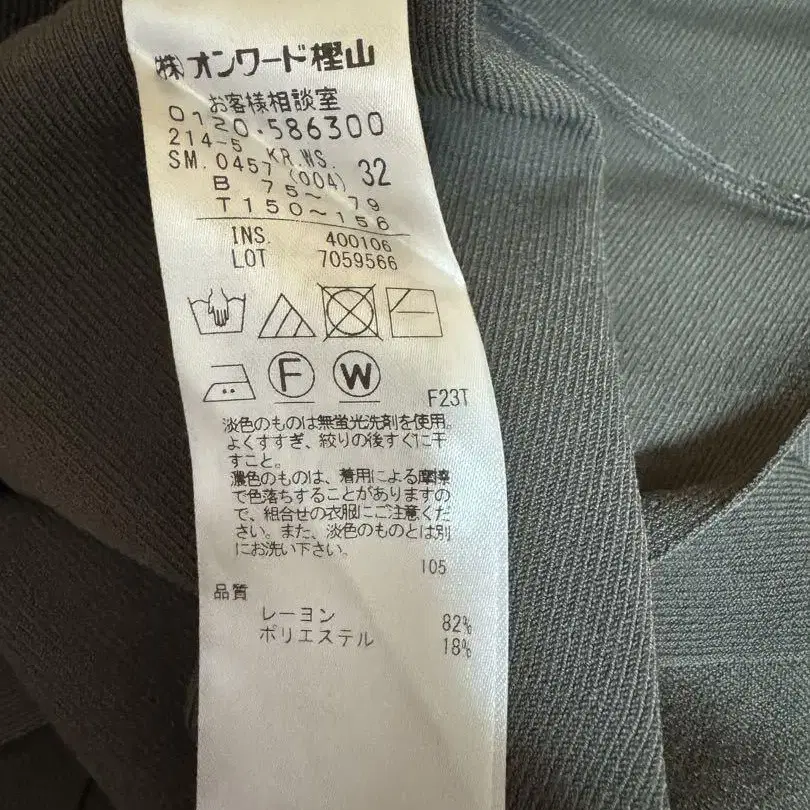 ㈱オンワード樫山
お客様相談室
0120-586300
214-5 KR.WS.
SM.0457 (004) 32
B 75~79
T150~156
INS. 400106
LOT 7059566
F
W
F23T
淡色のものは無蛍光洗剤を使用。
よくすすぎ、絞りの後すぐに干
すこと。
濃色のものは、着用による摩擦
で色落ちすることがありますの
で、組合せの衣服にご注意くだ
さい。また、淡色のものとは別
にお洗い下さい。
105
品質
レーヨン 82%
ポリエステル 18%